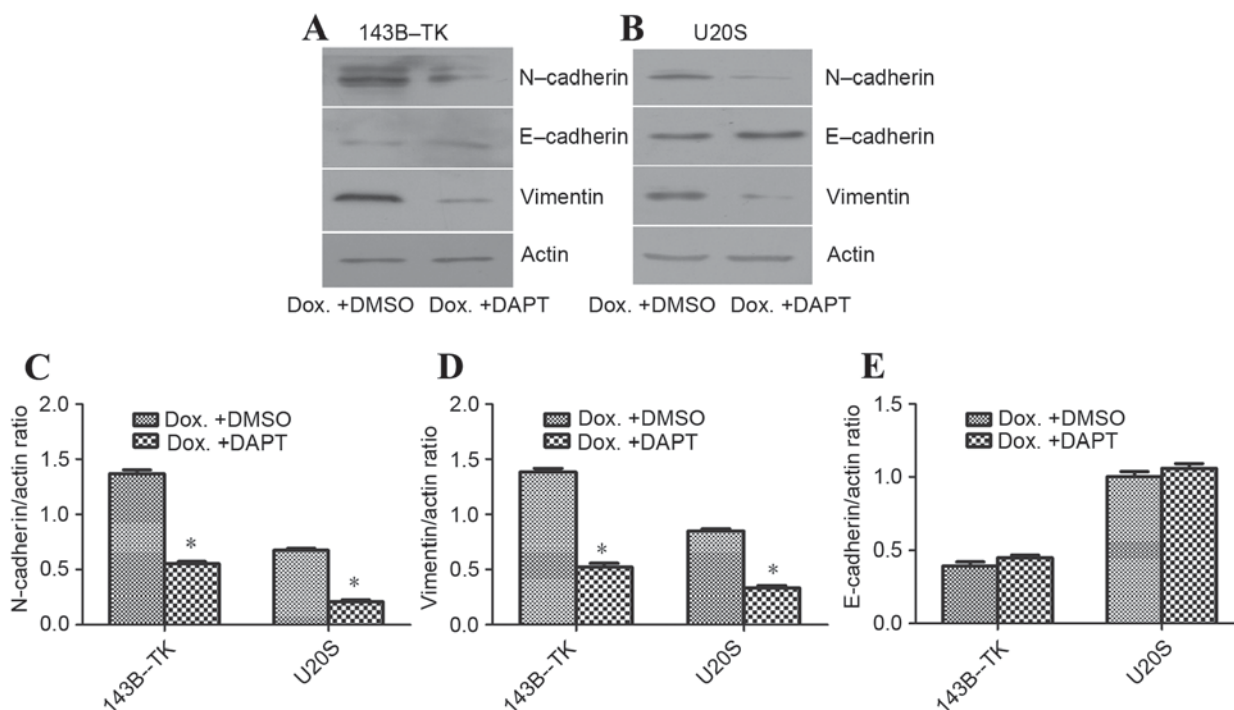 A
143B–TK
N–cadherin
E–cadherin
Vimentin
Actin
Dox. +DMSO Dox. +DAPT
B
U20S
N–cadherin
E–cadherin
Vimentin
Actin
Dox. +DMSO Dox. +DAPT
C
N-cadherin/actin ratio
2.0
1.5
1.0
0.5
0.0
Dox. +DMSO
Dox. +DAPT
*
*
143B--TK
U20S
D
Vimentin/actin ratio
2.0
1.5
1.0
0.5
0.0
Dox. +DMSO
Dox. +DAPT
*
*
143B--TK
U20S
E
E-cadherin/actin ratio
1.5
1.0
0.5
0.0
Dox. +DMSO
Dox. +DAPT
143B--TK
U20S